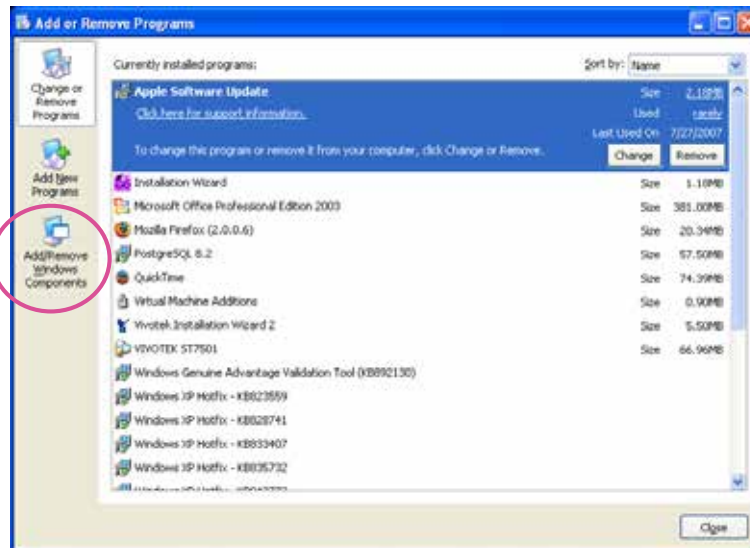 Add or Remove Programs
Change or
Remove
Programs
Add New
Programs
Add/Remove
Windows
Components
Currently installed programs:
Sort by: Name
Apple Software Update
Size 2.18MB
Click here for support information.
Used rarely
Last Used On 7/27/2007
To change this program or remove it from your computer, click Change or Remove.
Change
Remove
Installation Wizard Size 1.18MB
Microsoft Office Professional Edition 2003 Size 381.00MB
Mozilla Firefox (2.0.0.6) Size 20.34MB
PostgreSQL 8.2 Size 57.50MB
QuickTime Size 74.39MB
Virtual Machine Additions Size 0.90MB
Vivotek Installation Wizard 2 Size 5.50MB
VIVOTEK ST7501 Size 66.96MB
Windows Genuine Advantage Validation Tool (KB892130)
Windows XP Hotfix - KB823559
Windows XP Hotfix - KB828741
Windows XP Hotfix - KB833407
Windows XP Hotfix - KB835732
Close